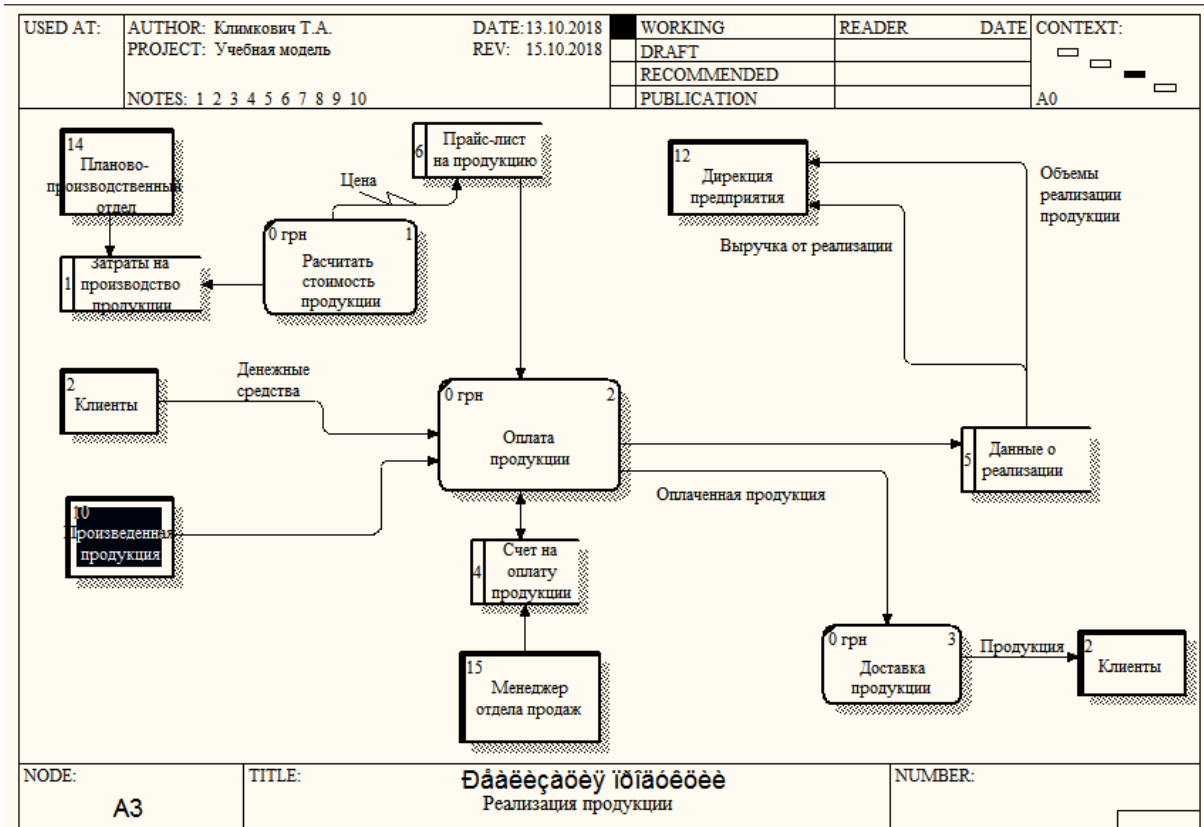 USED AT:
AUTHOR: Климкович Т.А.
DATE:13.10.2018
PROJECT: Учебная модель
REV: 15.10.2018
NOTES: 1 2 3 4 5 6 7 8 9 10
WORKING
DRAFT
RECOMMENDED
PUBLICATION
READER
DATE
CONTEXT:
A0
14
Планово-
производственный
отдел
6
Прайс-лист
на продукцию
Цена
12
Дирекция
предприятия
Объемы
реализации
продукции
0 грн
1
Расчитать
стоимость
продукции
Выручка от реализации
1
Затраты на
производство
продукции
2
Клиенты
Денежные
средства
0 грн
2
Оплата
продукции
5
Данные о
реализации
10
Произведенная
продукция
Оплаченная продукция
4
Счет на
оплату
продукции
15
Менеджер
отдела продаж
0 грн
3
Доставка
продукции
Продукция
2
Клиенты
NODE:
A3
TITLE:
Ðåàëèçàöèÿ ïðîäóêöèè
Реализация продукции
NUMBER: